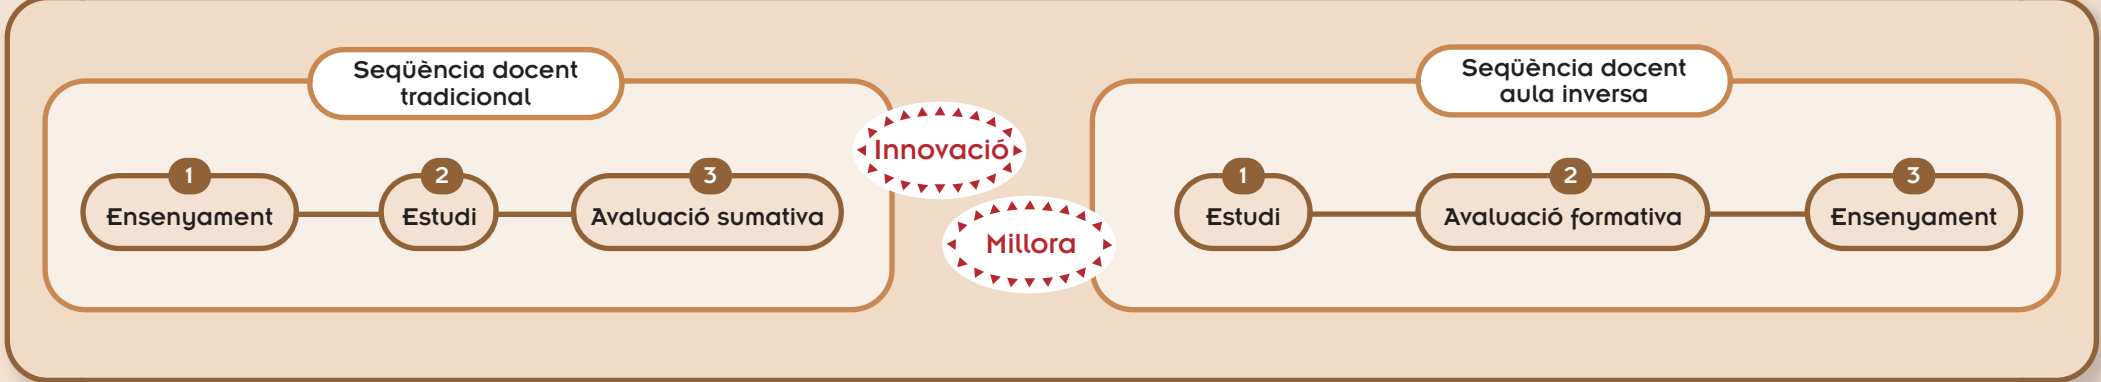 Seqüència docent
tradicional
1
Ensenyament
2
Estudi
3
Avaluació sumativa
Innovació
Millora
Seqüència docent
aula inversa
1
Estudi
2
Avaluació formativa
3
Ensenyament